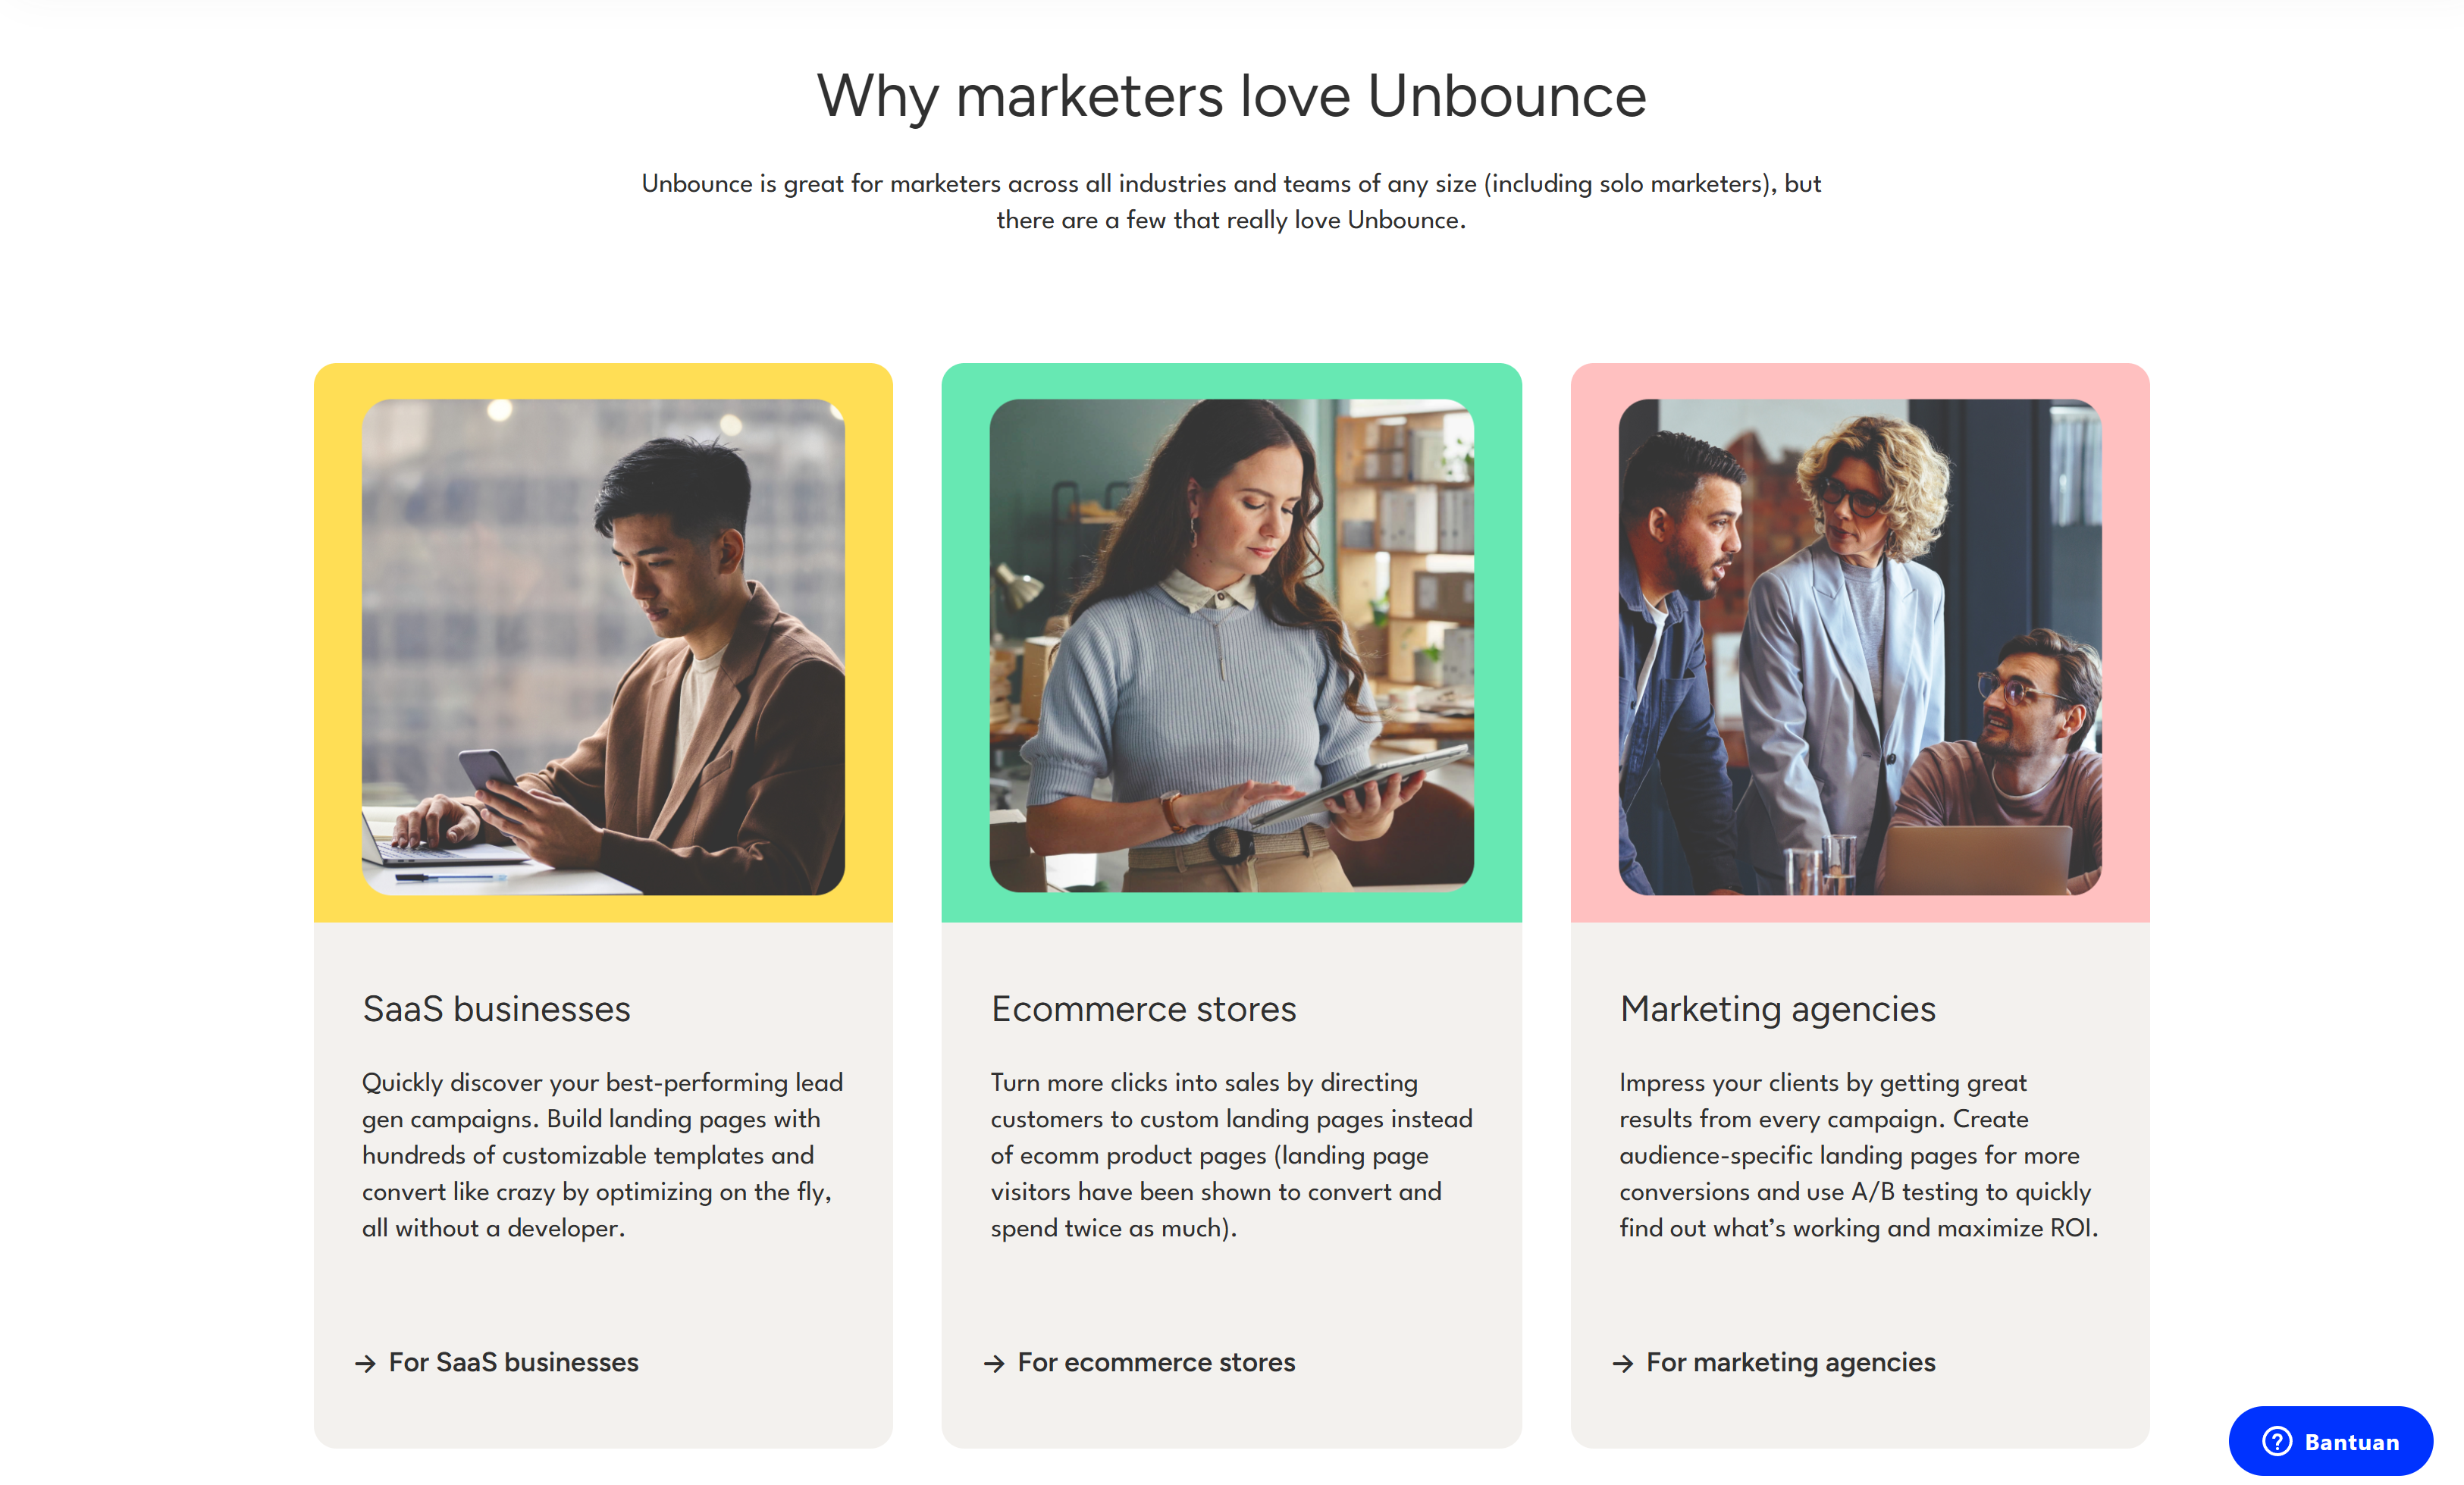 Why marketers love Unbounce
Unbounce is great for marketers across all industries and teams of any size (including solo marketers), but
there are a few that really love Unbounce.
SaaS businesses
Quickly discover your best-performing lead
gen campaigns. Build landing pages with
hundreds of customizable templates and
convert like crazy by optimizing on the fly,
all without a developer.
→ For SaaS businesses
Ecommerce stores
Turn more clicks into sales by directing
customers to custom landing pages instead
of ecomm product pages (landing page
visitors have been shown to convert and
spend twice as much).
→ For ecommerce stores
Marketing agencies
Impress your clients by getting great
results from every campaign. Create
audience-specific landing pages for more
conversions and use A/B testing to quickly
find out what’s working and maximize ROI.
→ For marketing agencies
Bantuan